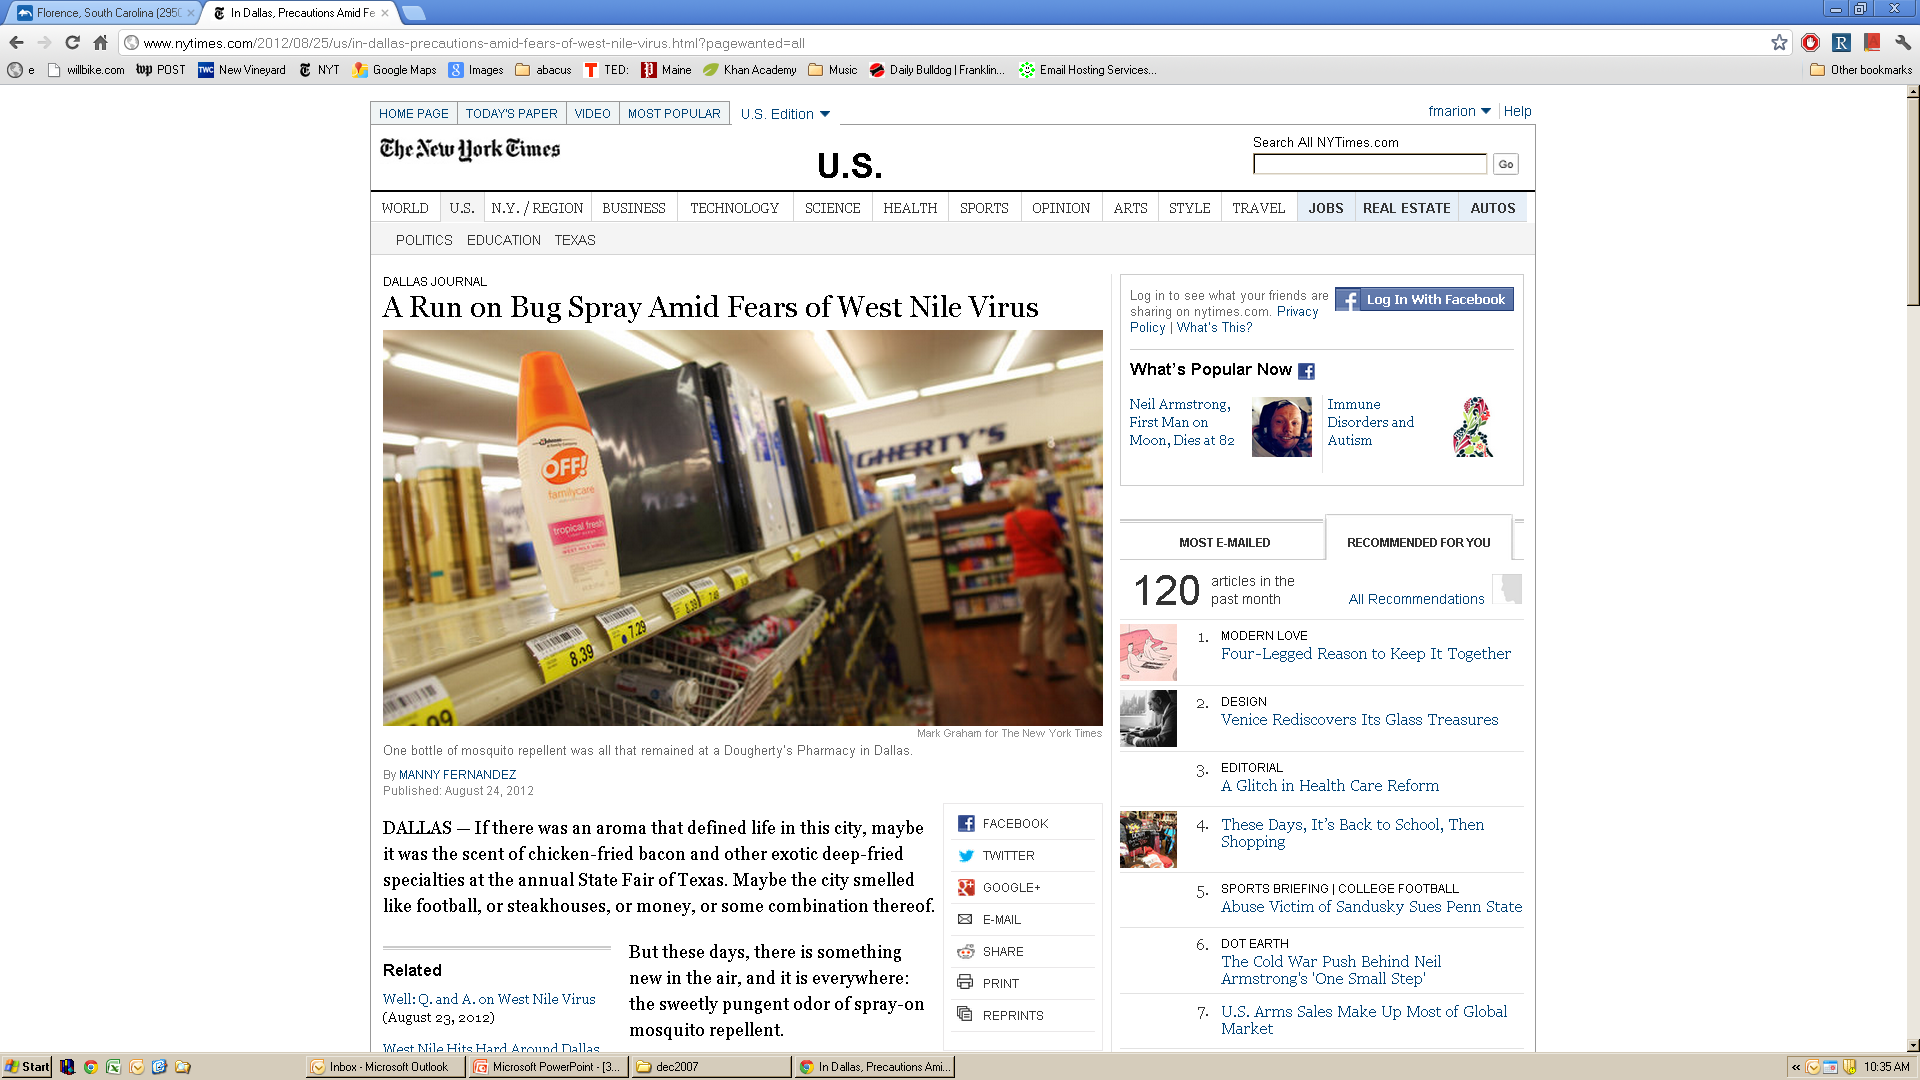 Florence, South Carolina (295
In Dallas, Precautions Amid Fe
www.nytimes.com/2012/08/25/us/in-dallas-precautions-amid-fears-of-west-nile-virus.html?pagewanted=all
e willbike.com wp POST TWC New Vineyard NYT Google Maps Images abacus TED: Maine Khan Academy Music Daily Bulldog | Franklin... Email Hosting Services... Other bookmarks
HOME PAGE TODAY'S PAPER VIDEO MOST POPULAR U.S. Edition
fmarion Help
The New York Times
U.S.
Search All NYTimes.com
Go
WORLD U.S. N.Y. / REGION BUSINESS TECHNOLOGY SCIENCE HEALTH SPORTS OPINION ARTS STYLE TRAVEL JOBS REAL ESTATE AUTOS
POLITICS EDUCATION TEXAS
DALLAS JOURNAL
A Run on Bug Spray Amid Fears of West Nile Virus
GHERTY'S
OFF!
familycare
tropical fresh
WEST NILE VIRUS
8.39
7.29
8.39
7.49
.99
Mark Graham for The New York Times
One bottle of mosquito repellent was all that remained at a Dougherty's Pharmacy in Dallas.
By MANNY FERNANDEZ
Published: August 24, 2012
DALLAS — If there was an aroma that defined life in this city, maybe
it was the scent of chicken-fried bacon and other exotic deep-fried
specialties at the annual State Fair of Texas. Maybe the city smelled
like football, or steakhouses, or money, or some combination thereof.
But these days, there is something
new in the air, and it is everywhere:
the sweetly pungent odor of spray-on
mosquito repellent.
Related
Well: Q. and A. on West Nile Virus
(August 23, 2012)
West Nile Hits Hard Around Dallas
FACEBOOK
TWITTER
GOOGLE+
E-MAIL
SHARE
PRINT
REPRINTS
Log in to see what your friends are
sharing on nytimes.com. Privacy
Policy | What's This?
Log In With Facebook
What's Popular Now
Neil Armstrong,
First Man on
Moon, Dies at 82
Immune
Disorders and
Autism
MOST E-MAILED
RECOMMENDED FOR YOU
120 articles in the
past month
All Recommendations
1. MODERN LOVE
Four-Legged Reason to Keep It Together
2. DESIGN
Venice Rediscovers Its Glass Treasures
3. EDITORIAL
A Glitch in Health Care Reform
4. These Days, It's Back to School, Then
Shopping
5. SPORTS BRIEFING | COLLEGE FOOTBALL
Abuse Victim of Sandusky Sues Penn State
6. DOT EARTH
The Cold War Push Behind Neil
Armstrong's 'One Small Step'
7. U.S. Arms Sales Make Up Most of Global
Market
Start
Inbox - Microsoft Outlook
Microsoft PowerPoint - [3...
dec2007
In Dallas, Precautions Ami...
10:35 AM